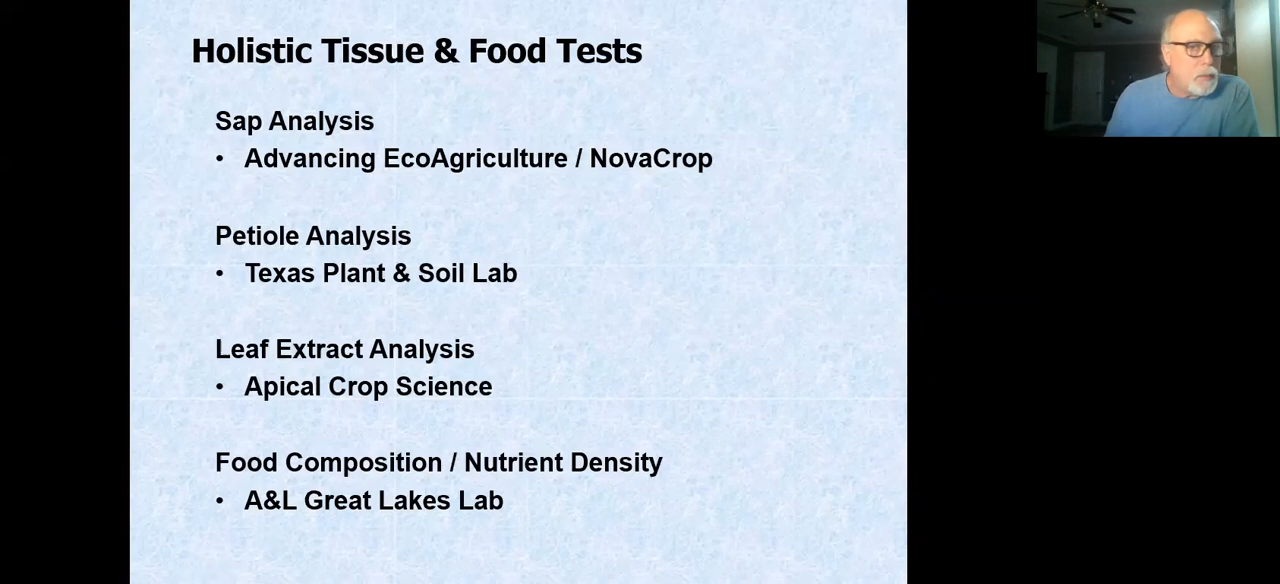 Holistic Tissue & Food Tests
Sap Analysis
• Advancing EcoAgriculture / NovaCrop
Petiole Analysis
• Texas Plant & Soil Lab
Leaf Extract Analysis
• Apical Crop Science
Food Composition / Nutrient Density
• A&L Great Lakes Lab